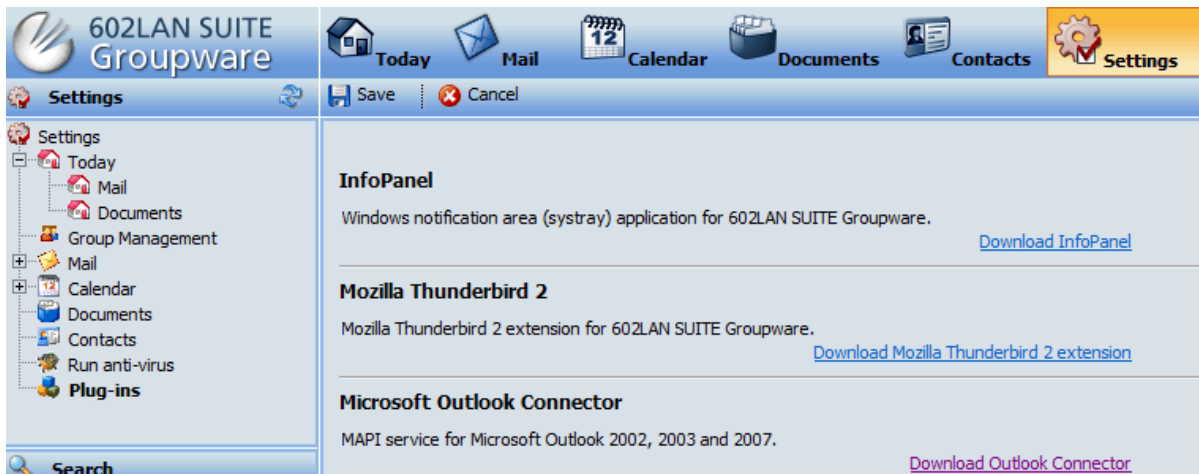 602LAN SUITE
Groupware
Today
Mail
12
Calendar
Documents
Contacts
Settings
Settings
Save
Cancel
Settings
Today
Mail
Documents
Group Management
Mail
12
Calendar
Documents
Contacts
Run anti-virus
Plug-ins
Search
InfoPanel
Windows notification area (systray) application for 602LAN SUITE Groupware.
Download InfoPanel
Mozilla Thunderbird 2
Mozilla Thunderbird 2 extension for 602LAN SUITE Groupware.
Download Mozilla Thunderbird 2 extension
Microsoft Outlook Connector
MAPI service for Microsoft Outlook 2002, 2003 and 2007.
Download Outlook Connector